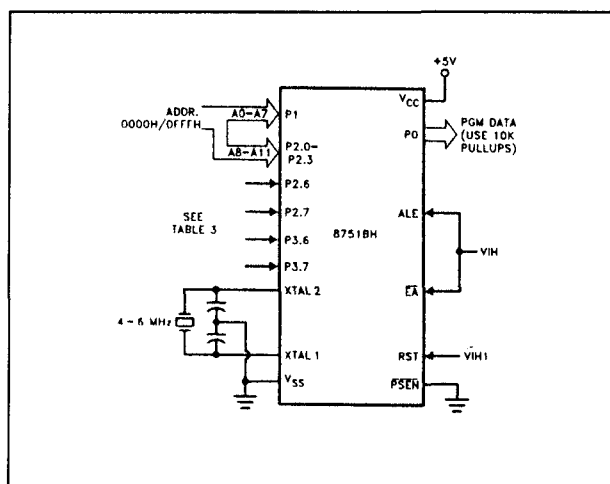 +5V
VCC
A0-A7
P1
ADDR.
0000H/0FFFH
P0
PGM DATA
(USE 10K
PULLUPS)
A8-A11
P2.0-
P2.3
P2.6
SEE
TABLE 3
P2.7
8751BH
ALE
P3.6
VIH
P3.7
XTAL 2
EA
4-6 MHz
XTAL 1
RST
VIH1
VSS
PSEN